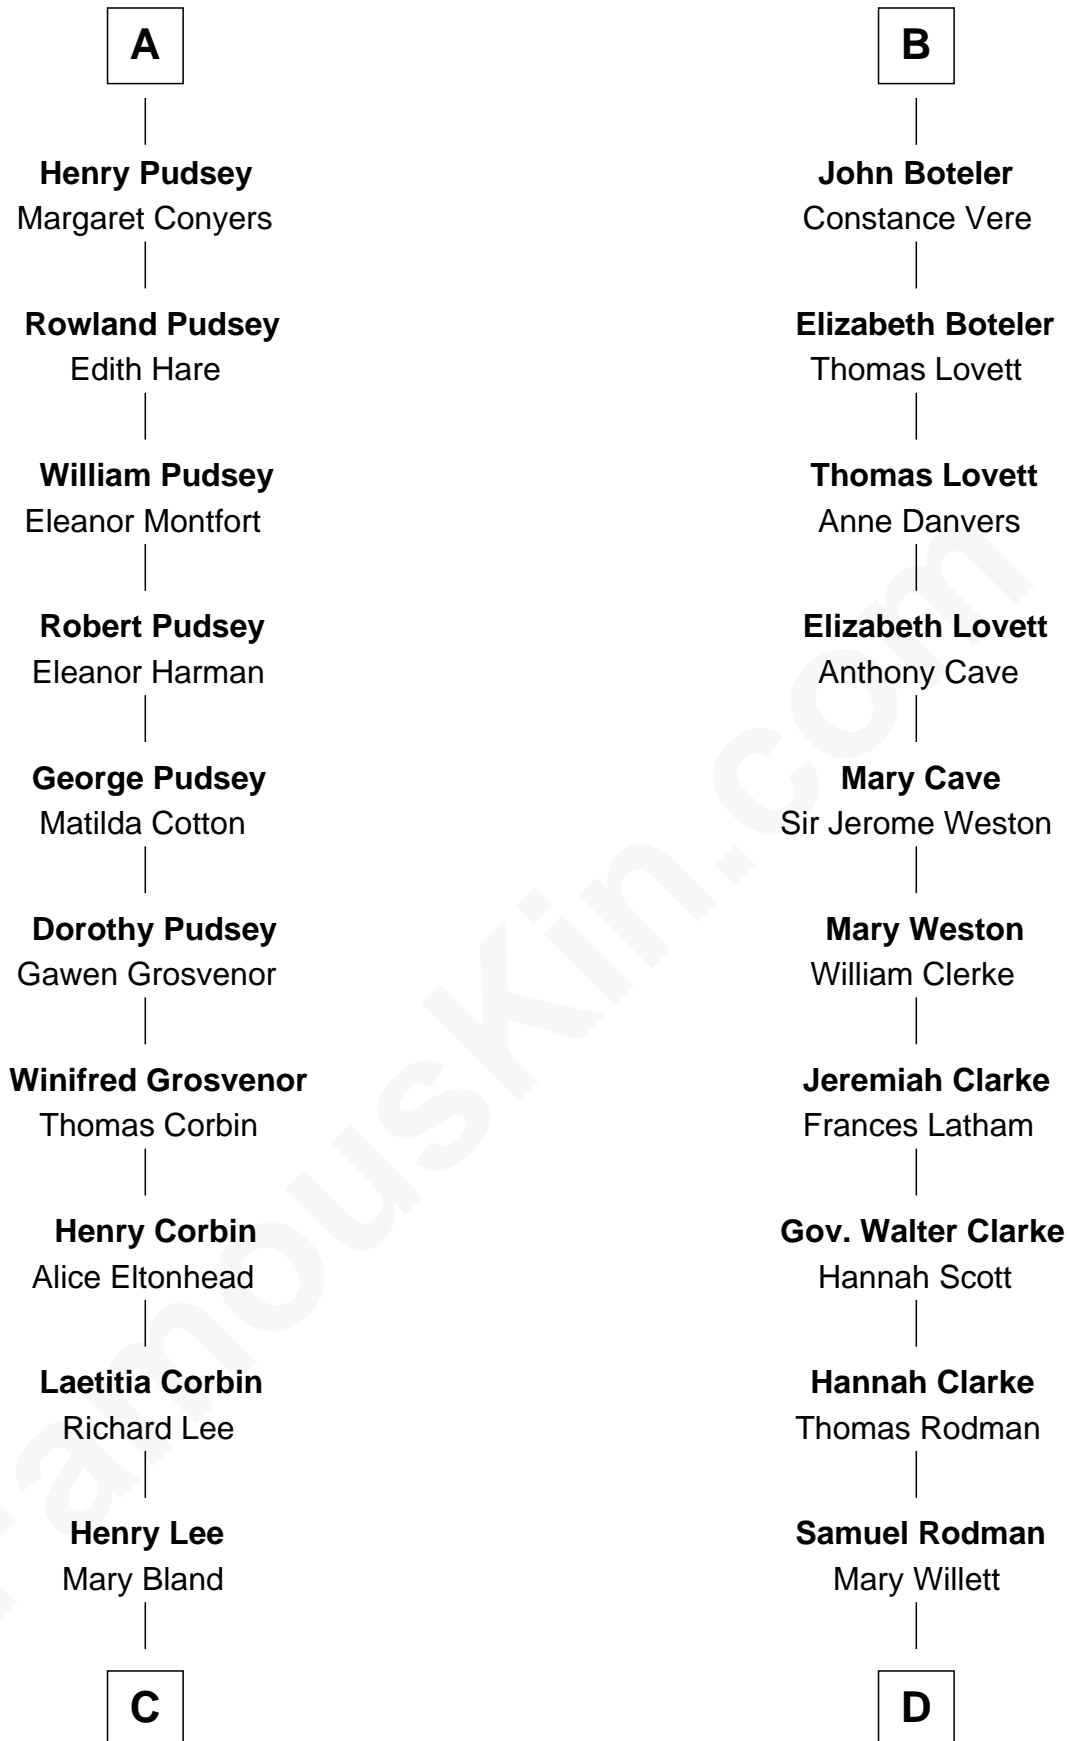 A
Henry Pudsey
Margaret Conyers
Rowland Pudsey
Edith Hare
William Pudsey
Eleanor Montfort
Robert Pudsey
Eleanor Harman
George Pudsey
Matilda Cotton
Dorothy Pudsey
Gawen Grosvenor
Winifred Grosvenor
Thomas Corbin
Henry Corbin
Alice Eltonhead
Laetitia Corbin
Richard Lee
Henry Lee
Mary Bland
C
B
John Boteler
Constance Vere
Elizabeth Boteler
Thomas Lovett
Thomas Lovett
Anne Danvers
Elizabeth Lovett
Anthony Cave
Mary Cave
Sir Jerome Weston
Mary Weston
William Clerke
Jeremiah Clarke
Frances Latham
Gov. Walter Clarke
Hannah Scott
Hannah Clarke
Thomas Rodman
Samuel Rodman
Mary Willett
D
FamousKin.com